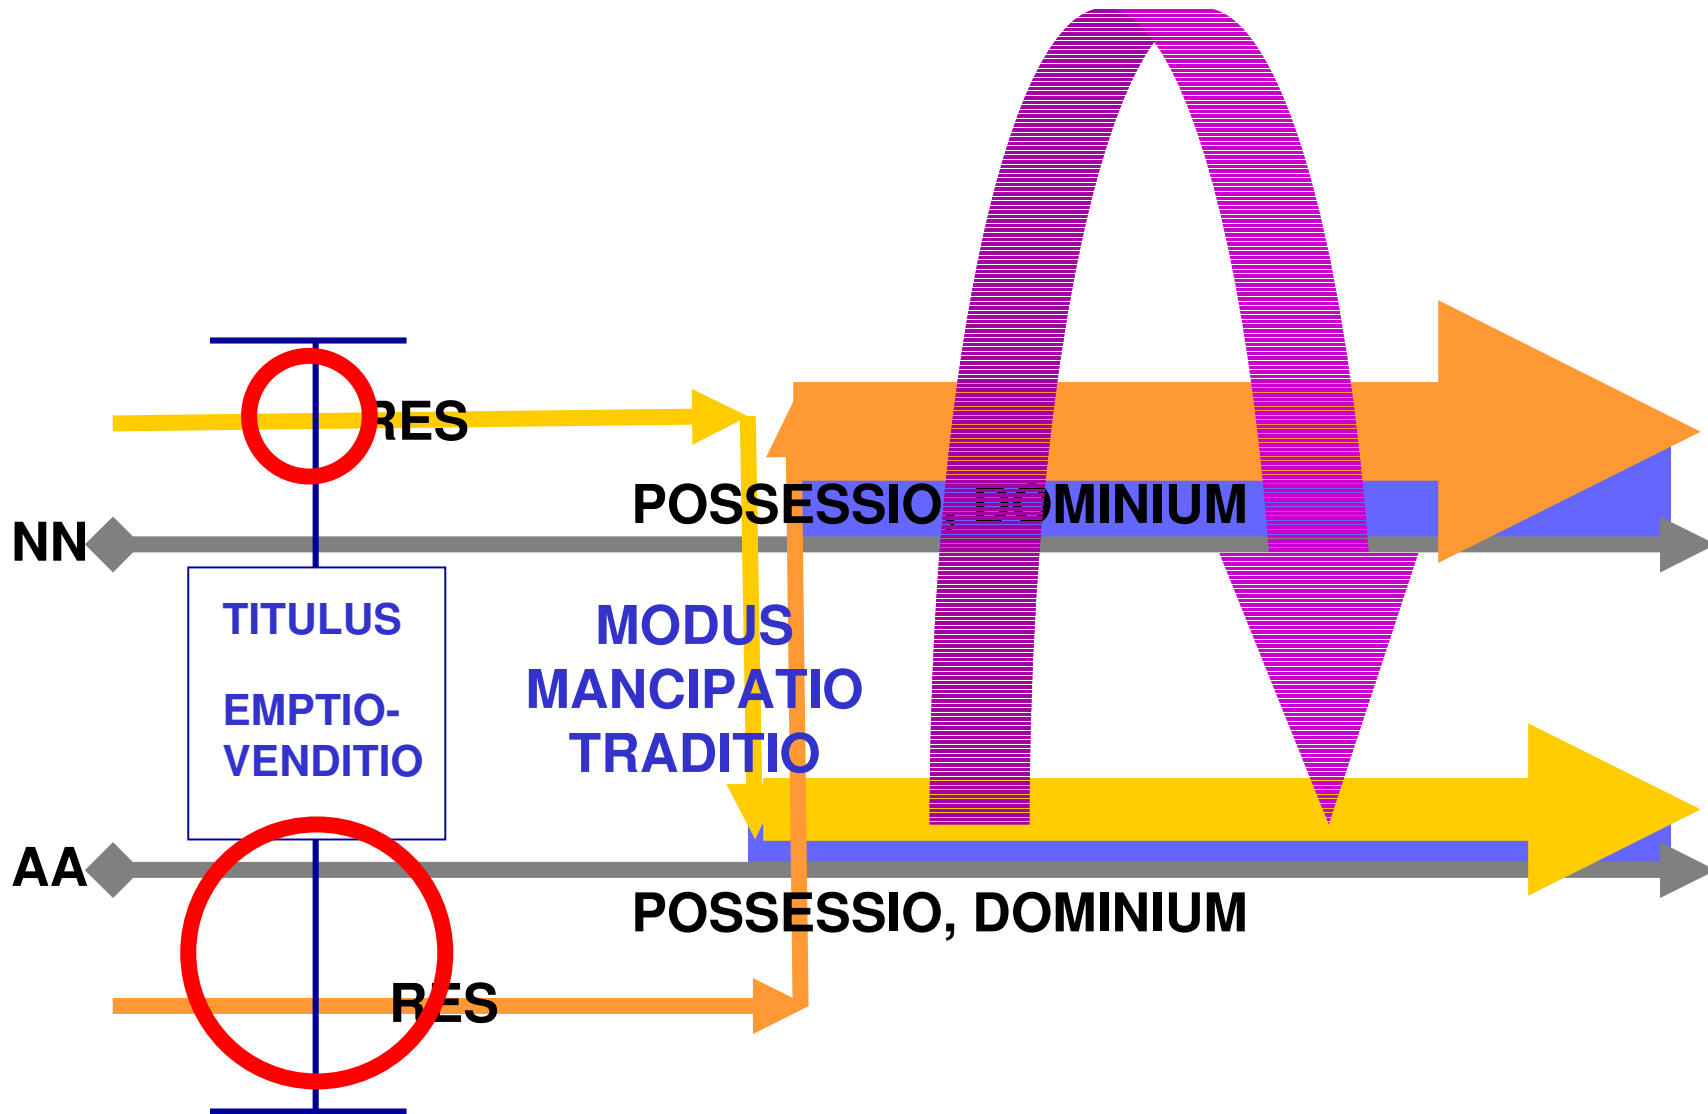 RES
POSSESSIO, DOMINIUM
NN
TITULUS
EMPTIO-
VENDITIO
MODUS
MANCIPATIO
TRADITIO
AA
POSSESSIO, DOMINIUM
RES